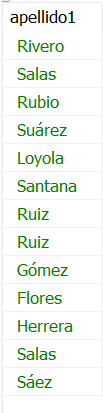 apellido1
Rivero
Salas
Rubio
Suárez
Loyola
Santana
Ruiz
Ruiz
Gómez
Flores
Herrera
Salas
Sáez